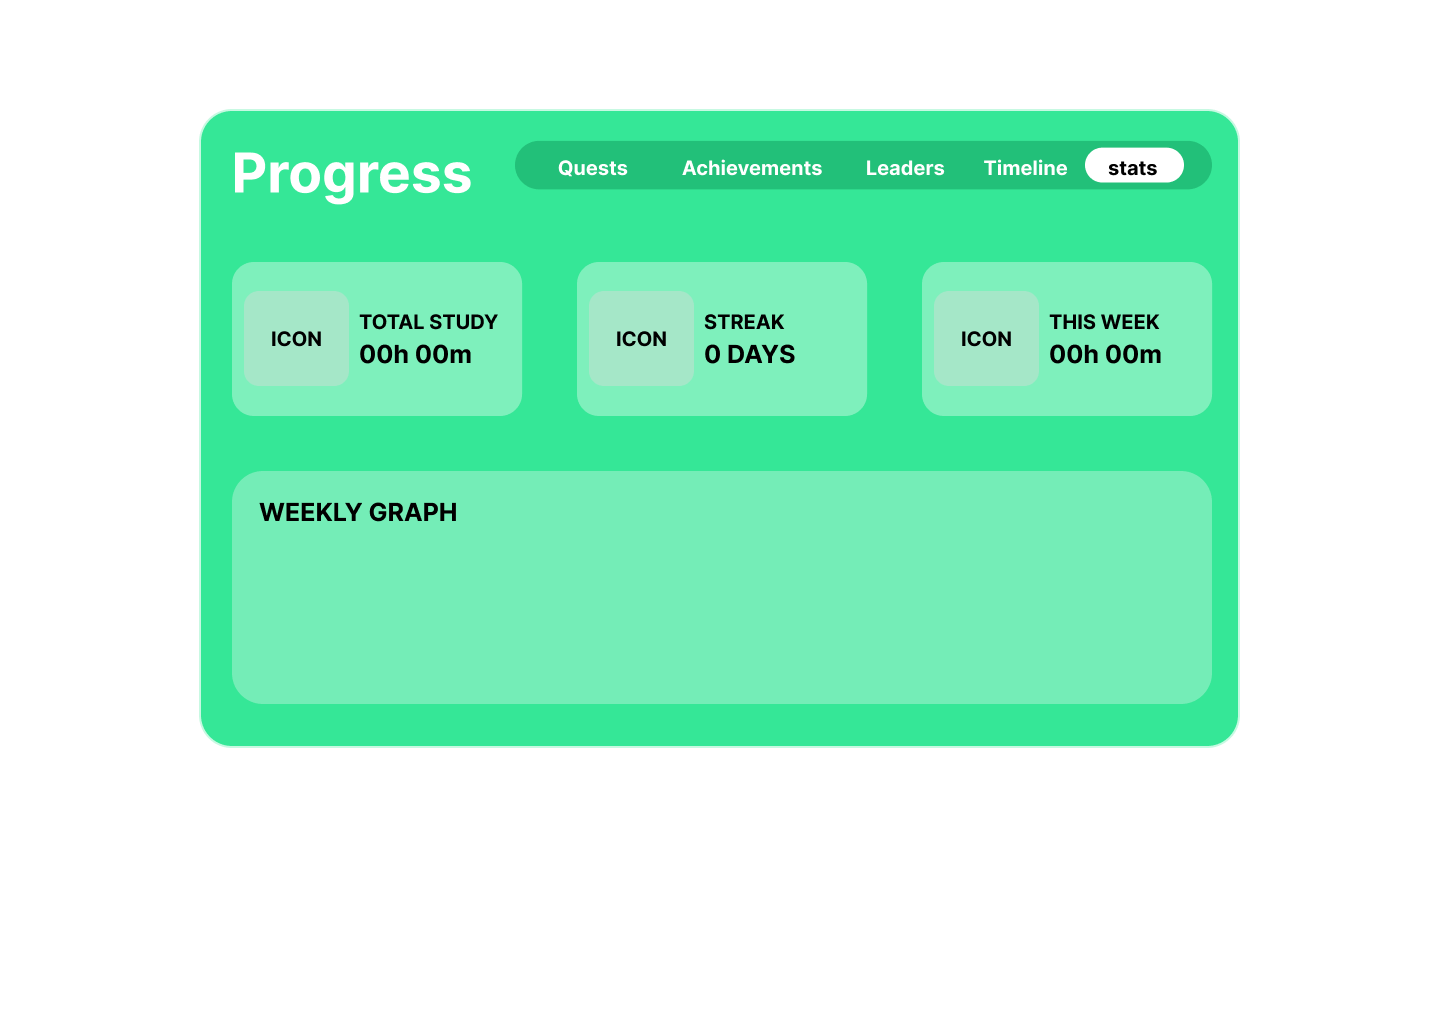 Progress
Quests Achievements Leaders Timeline stats
ICON
TOTAL STUDY
00h 00m
ICON
STREAK
0 DAYS
ICON
THIS WEEK
00h 00m
WEEKLY GRAPH